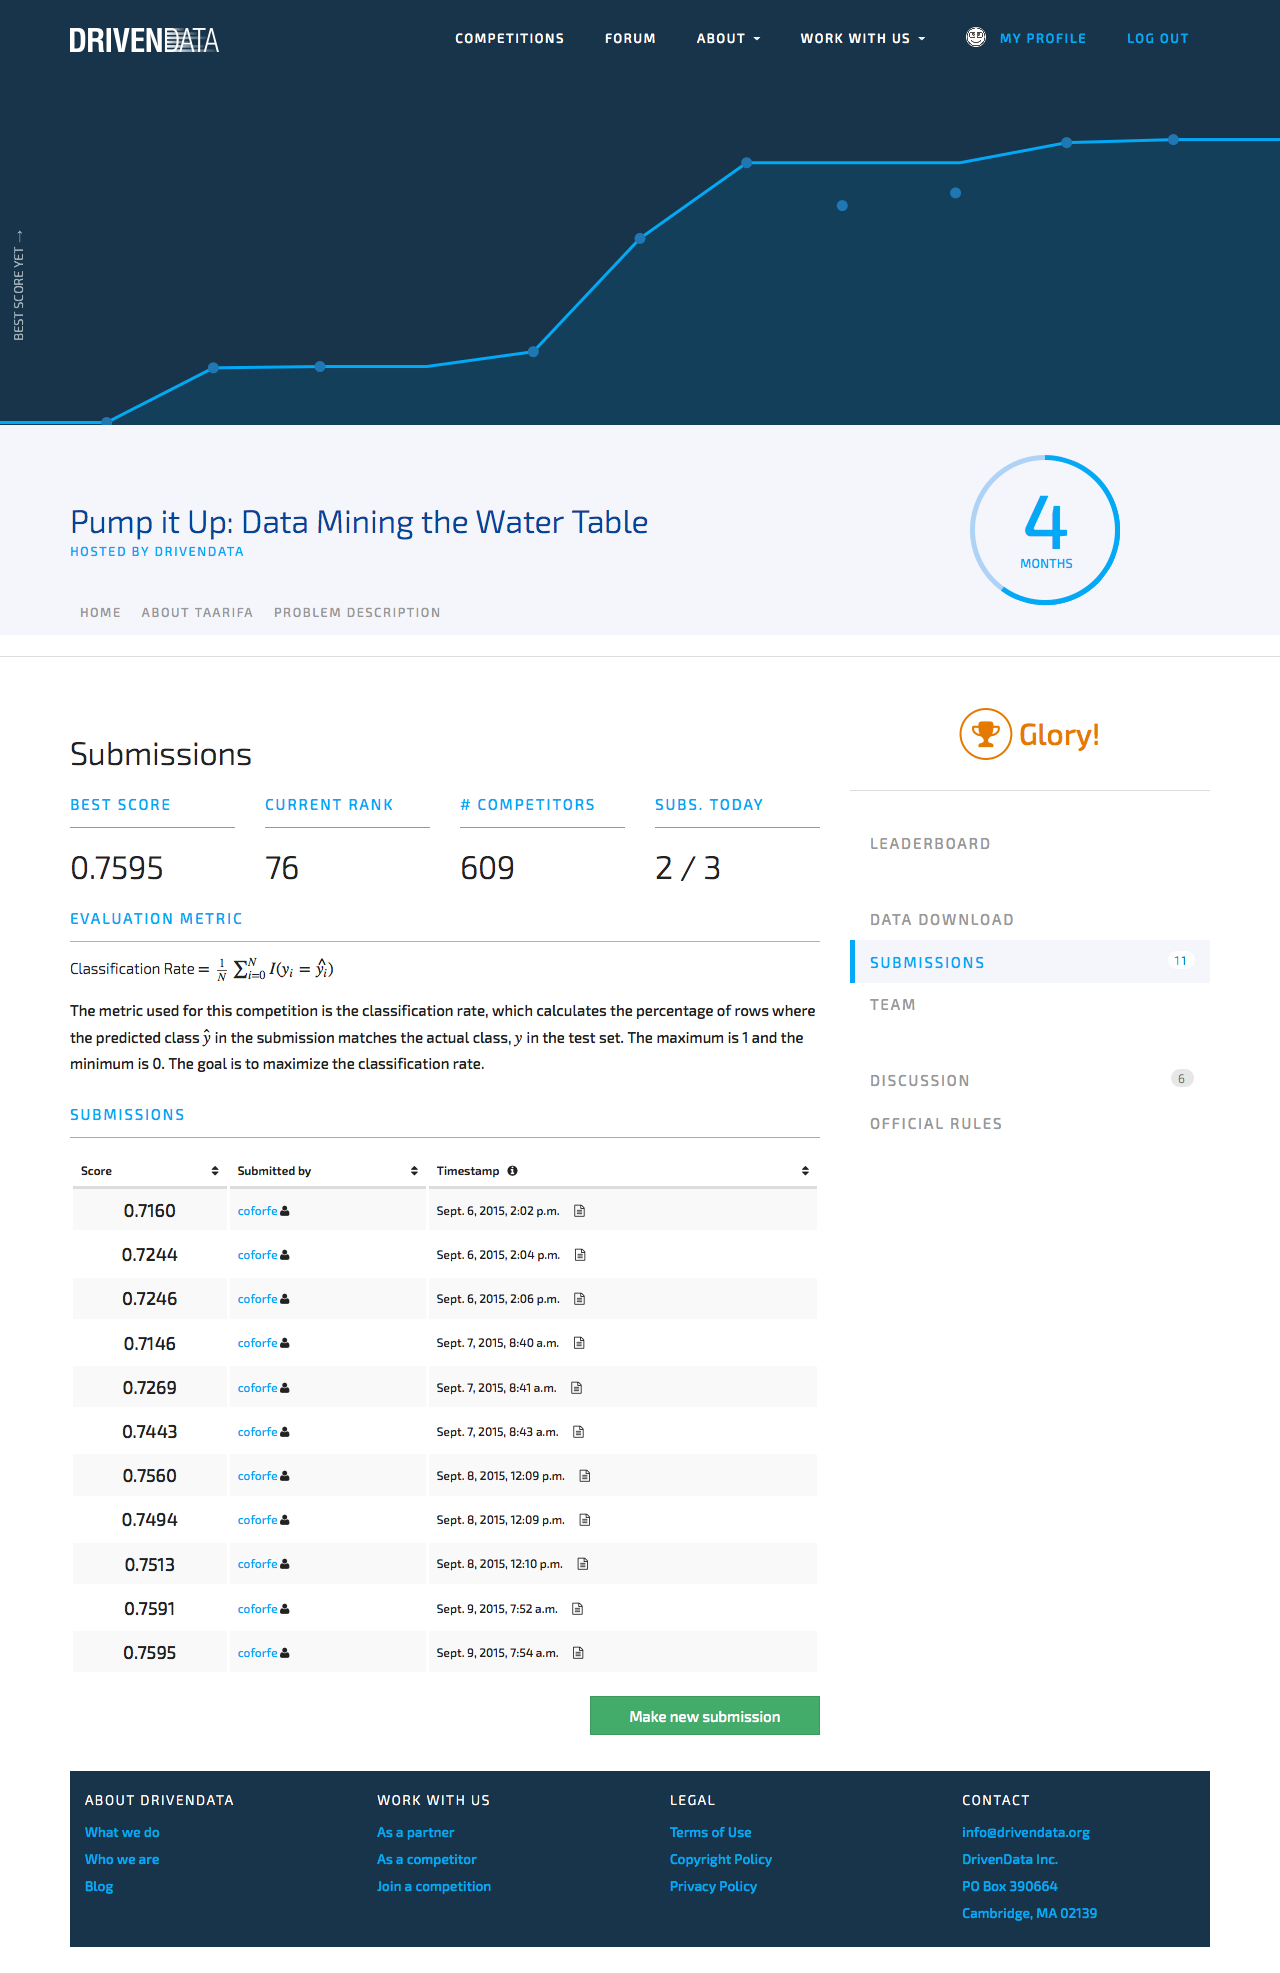 DRIVENDATA
COMPETITIONS FORUM ABOUT WORK WITH US MY PROFILE LOG OUT
BEST SCORE YET →
Pump it Up: Data Mining the Water Table
HOSTED BY DRIVENDATA
4
MONTHS
HOME ABOUT TAARIFA PROBLEM DESCRIPTION
Glory!
Submissions
BEST SCORE CURRENT RANK # COMPETITORS SUBS. TODAY
0.7595 76 609 2 / 3
EVALUATION METRIC
Classification Rate = 1/N ∑_{i=0}^{N} I(y_i = ŷ_i)
The metric used for this competition is the classification rate, which calculates the percentage of rows where
the predicted class ŷ in the submission matches the actual class, y in the test set. The maximum is 1 and the
minimum is 0. The goal is to maximize the classification rate.
LEADERBOARD
DATA DOWNLOAD
SUBMISSIONS 11
TEAM
DISCUSSION 6
OFFICIAL RULES
SUBMISSIONS
Score Submitted by Timestamp
0.7160 coforfe Sept. 6, 2015, 2:02 p.m.
0.7244 coforfe Sept. 6, 2015, 2:04 p.m.
0.7246 coforfe Sept. 6, 2015, 2:06 p.m.
0.7146 coforfe Sept. 7, 2015, 8:40 a.m.
0.7269 coforfe Sept. 7, 2015, 8:41 a.m.
0.7443 coforfe Sept. 7, 2015, 8:43 a.m.
0.7560 coforfe Sept. 8, 2015, 12:09 p.m.
0.7494 coforfe Sept. 8, 2015, 12:09 p.m.
0.7513 coforfe Sept. 8, 2015, 12:10 p.m.
0.7591 coforfe Sept. 9, 2015, 7:52 a.m.
0.7595 coforfe Sept. 9, 2015, 7:54 a.m.
Make new submission
ABOUT DRIVENDATA WORK WITH US LEGAL CONTACT
What we do As a partner Terms of Use info@drivendata.org
Who we are As a competitor Copyright Policy DrivenData Inc.
Blog Join a competition Privacy Policy PO Box 390664
Cambridge, MA 02139